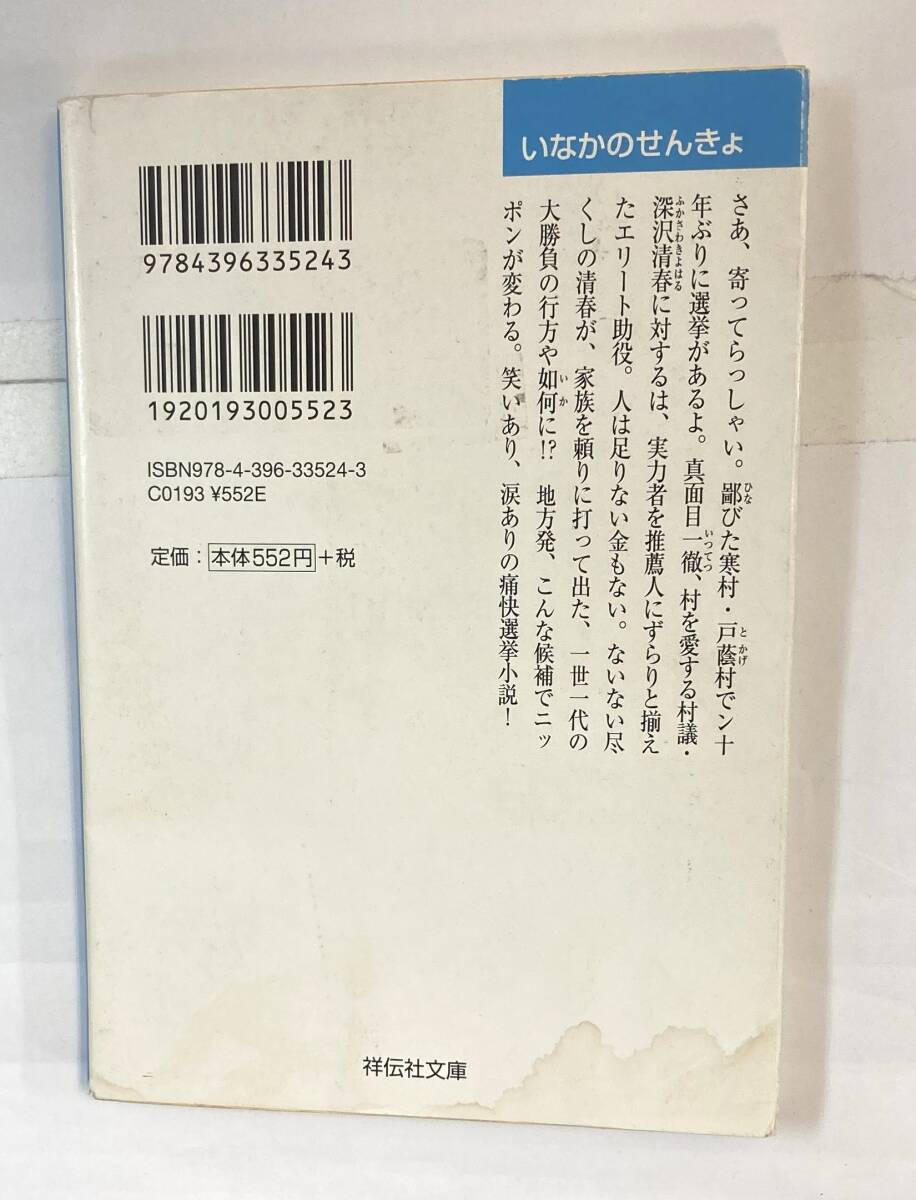 いなかのせんきょ
さあ、寄ってらっしゃい。鄙びた寒村・戸蔭村でン十
年ぶりに選挙があるよ。真面目一徹、村を愛する村議・
深沢清春に対するは、実力者を推薦人にずらりと揃え
たエリート助役。人は足りない金もない。ないない尽
くしの清春が、家族を頼りに打って出た、一世一代の
大勝負の行方や如何に!? 地方発、こんな候補でニッ
ポンが変わる。笑いあり、涙ありの痛快選挙小説！
9784396335243
1920193005523
ISBN978-4-396-33524-3
C0193 ¥552E
定価：本体552円+税
祥伝社文庫